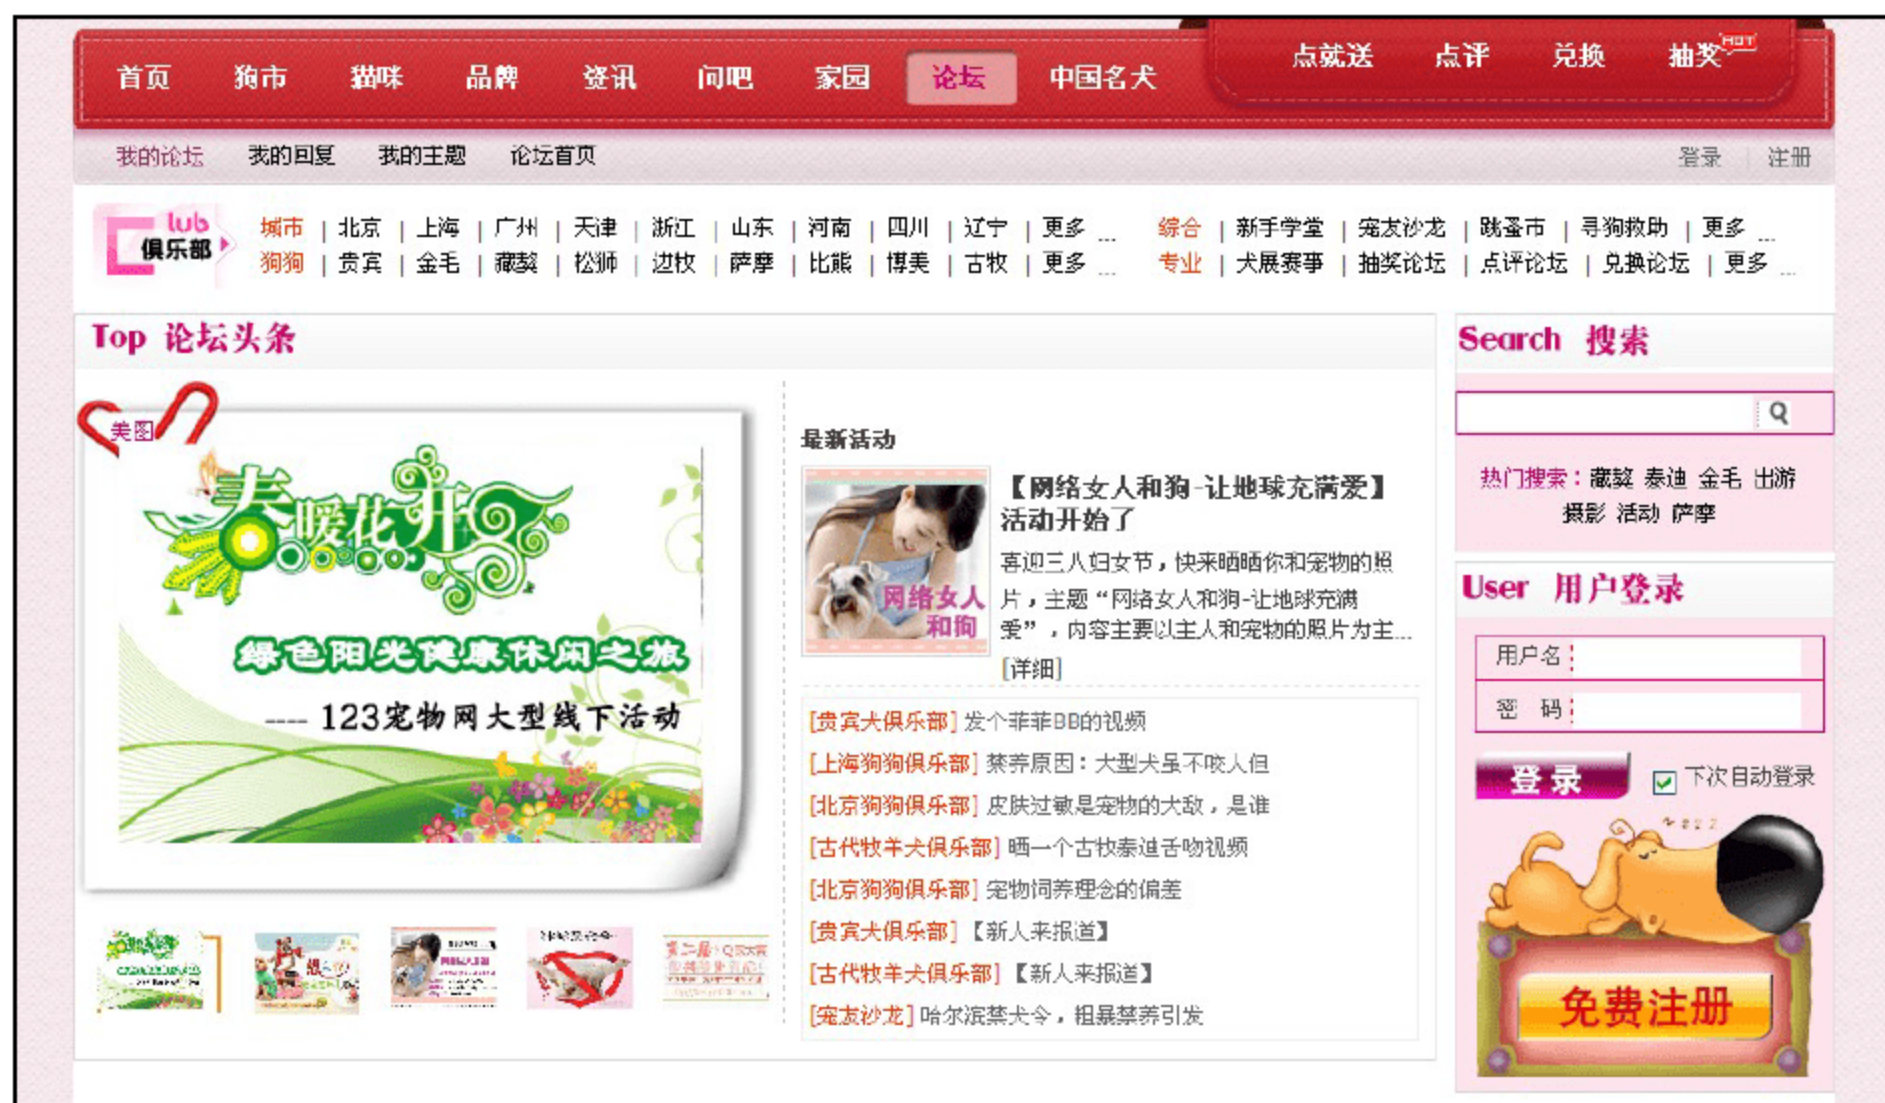 首页 狗市 猫咪 品牌 资讯 问吧 家园 论坛 中国名犬 点就送 点评 兑换 抽奖 HOT
我的论坛 我的回复 我的主题 论坛首页 登录 | 注册
Club 俱乐部
城市 | 北京 | 上海 | 广州 | 天津 | 浙江 | 山东 | 河南 | 四川 | 辽宁 | 更多 ... 综合 | 新手学堂 | 宠友沙龙 | 跳蚤市 | 寻狗救助 | 更多 ...
狗狗 | 贵宾 | 金毛 | 藏獒 | 松狮 | 边牧 | 萨摩 | 比熊 | 博美 | 古牧 | 更多 ... 专业 | 犬展赛事 | 抽奖论坛 | 点评论坛 | 兑换论坛 | 更多 ...
Top 论坛头条
美图
春暖花开
绿色阳光健康休闲之旅
---- 123宠物网大型线下活动
最新活动
网络女人
和狗
【网络女人和狗-让地球充满爱】
活动开始了
喜迎三八妇女节，快来晒晒你和宠物的照
片，主题“网络女人和狗-让地球充满
爱”，内容主要以主人和宠物的照片为主...
[详细]
[贵宾犬俱乐部] 发个菲菲BB的视频
[上海狗狗俱乐部] 禁养原因：大型犬虽不咬人但
[北京狗狗俱乐部] 皮肤过敏是宠物的大敌，是谁
[古代牧羊犬俱乐部] 晒一个古牧泰迪舌吻视频
[北京狗狗俱乐部] 宠物饲养理念的偏差
[贵宾犬俱乐部] 【新人来报道】
[古代牧羊犬俱乐部] 【新人来报道】
[宠友沙龙] 哈尔滨禁犬令，粗暴禁养引发
Search 搜索
热门搜索：藏獒 泰迪 金毛 出游
摄影 活动 萨摩
User 用户登录
用户名
密 码
登录 下次自动登录
免费注册